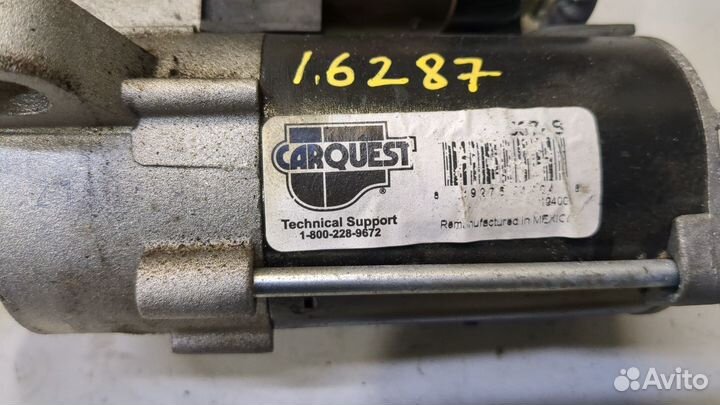 1.6287
CARQUEST
®
Technical Support
1-800-228-9672
Remanufactured in MEXICO
Avito